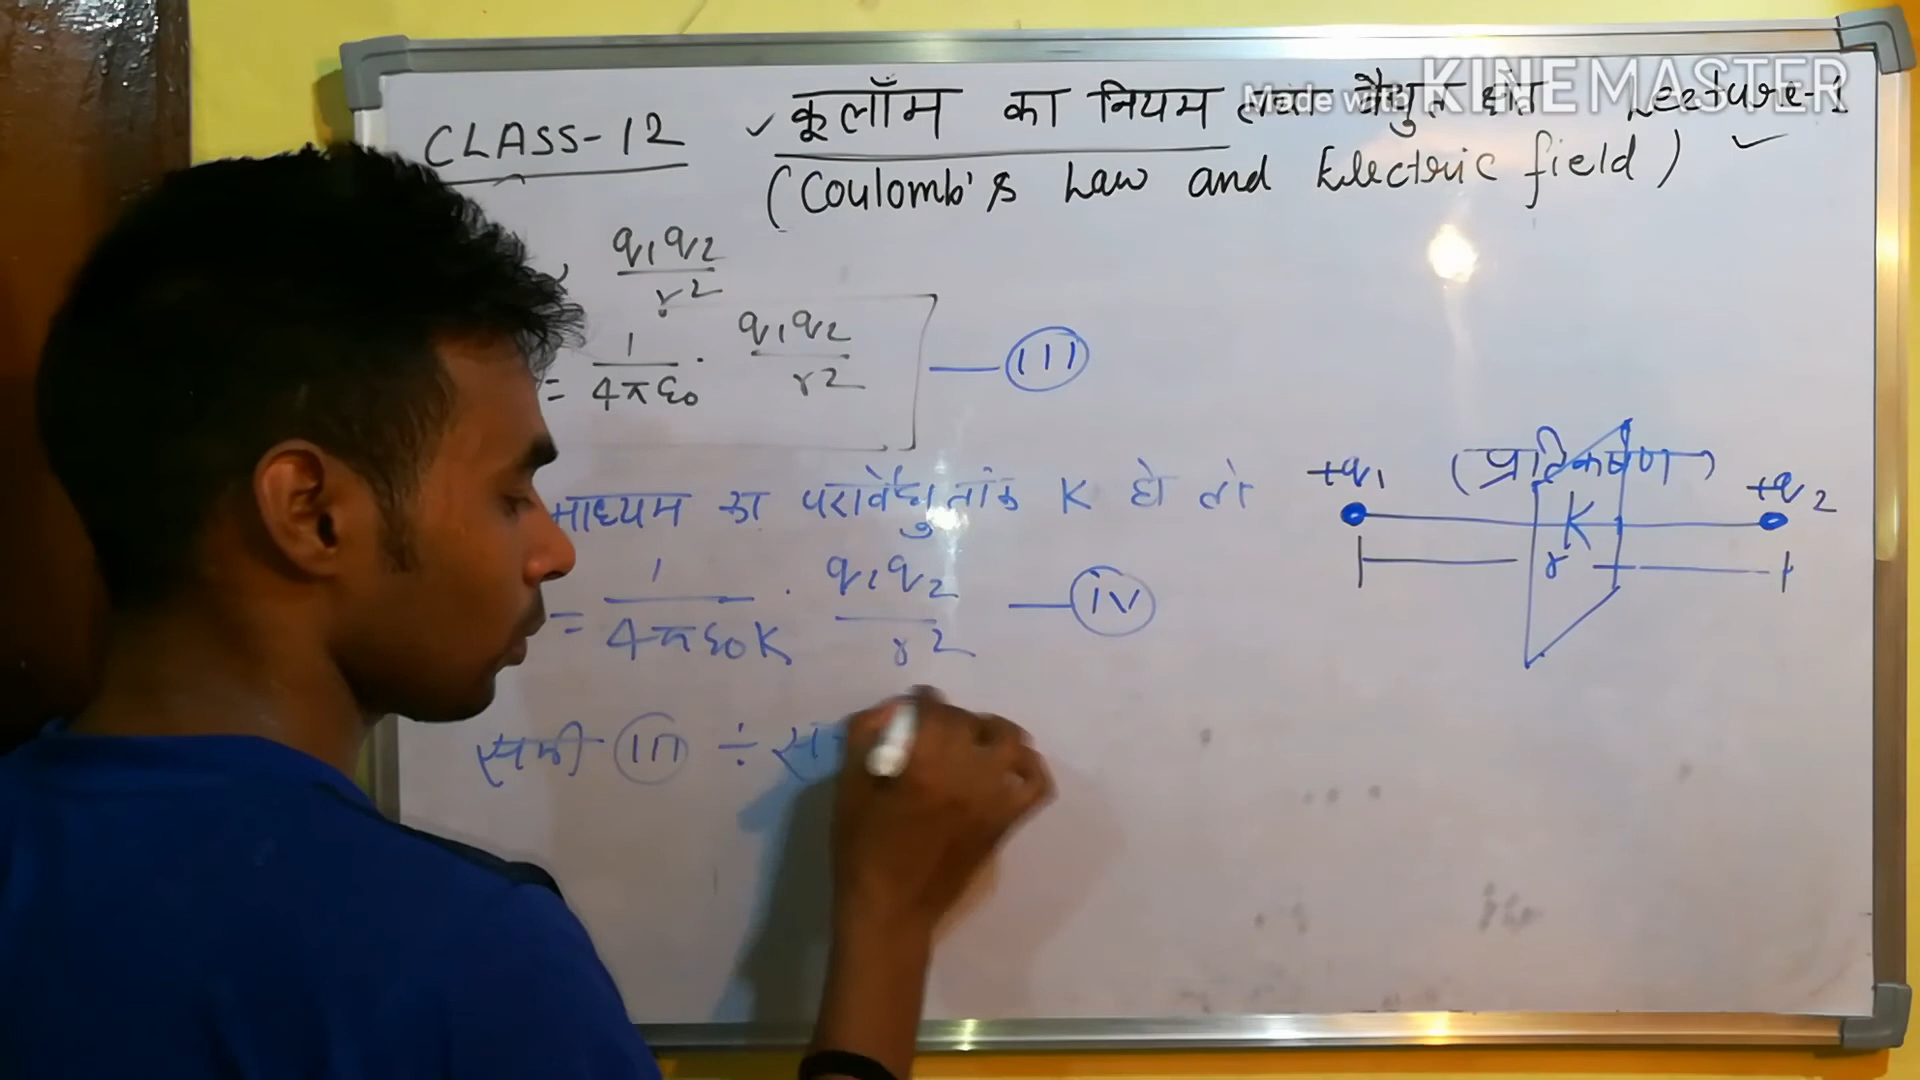 CLASS-12 ✓ कूलॉम का नियम तथा वैद्युत क्षेत्र Lecture-1
Made with KINEMASTER
(Coulomb's Law and Electric field) ✓
q₁q₂ / r²
= 1/4πε₀ · q₁q₂ / r² — III
माध्यम का परावैद्युतांक K हो तो
= 1/4πε₀K · q₁q₂ / r² — IV
समी III ÷
(प्रतिकर्षण)
+q₁ K +q₂
r